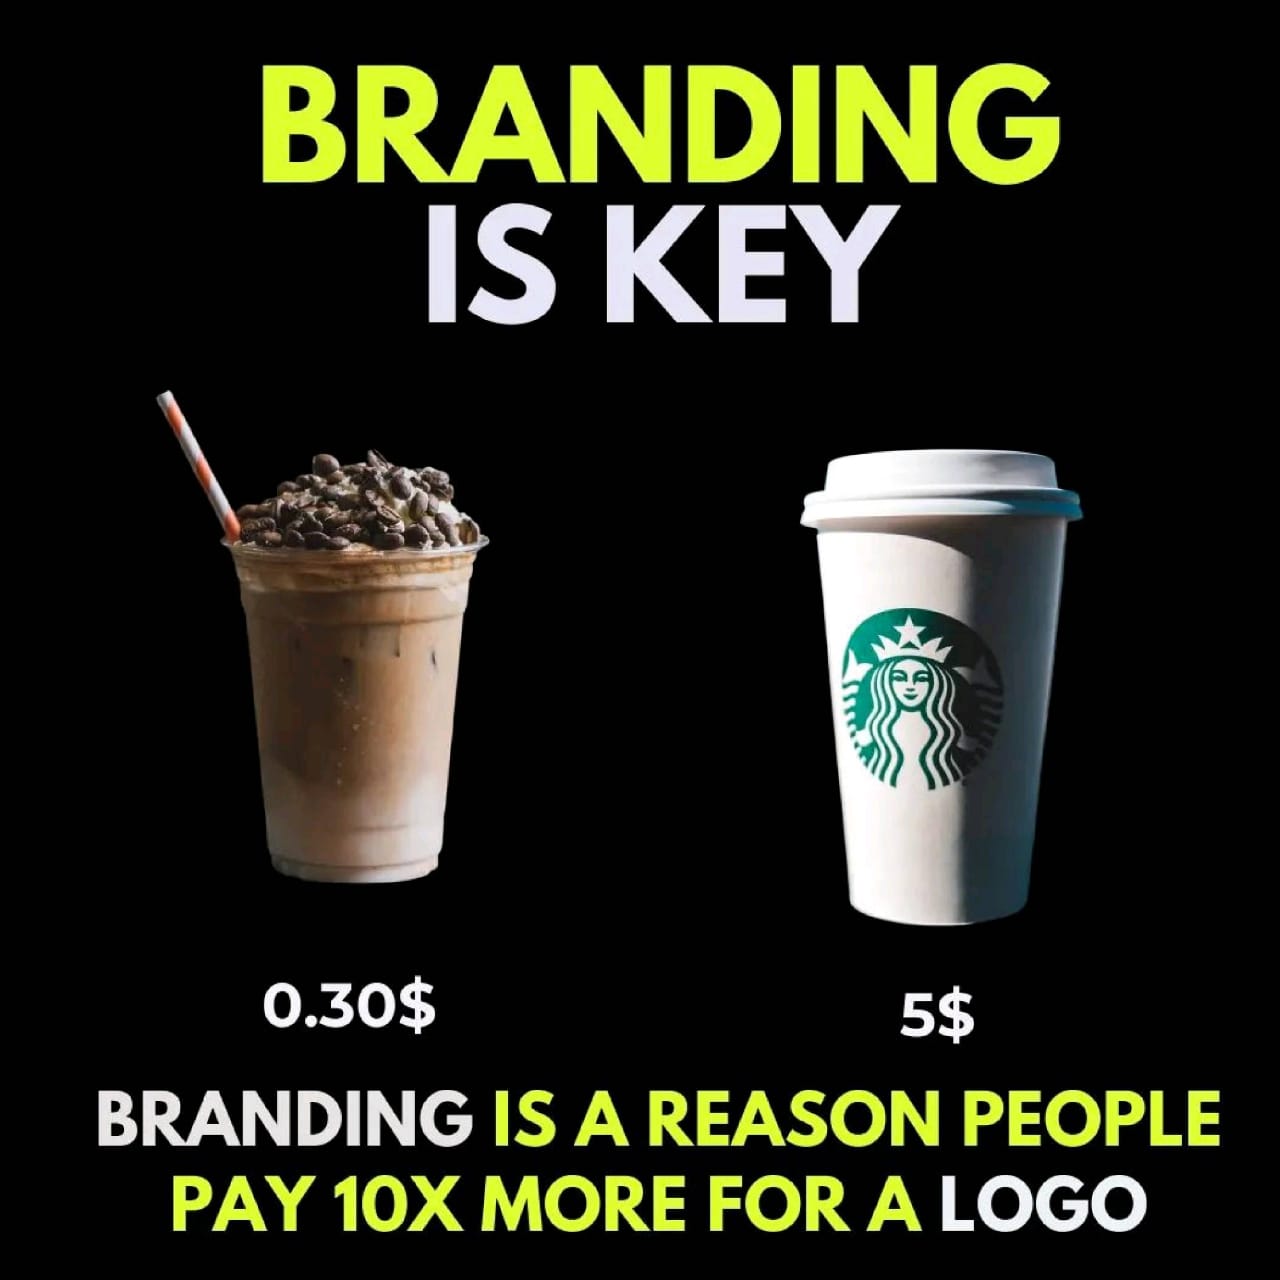 BRANDING
IS KEY
0.30$
5$
BRANDING IS A REASON PEOPLE
PAY 10X MORE FOR A LOGO